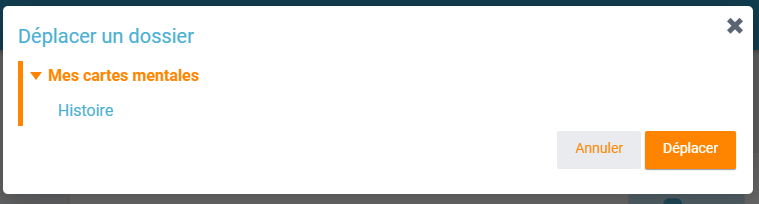 Déplacer un dossier
Mes cartes mentales
Histoire
Annuler
Déplacer